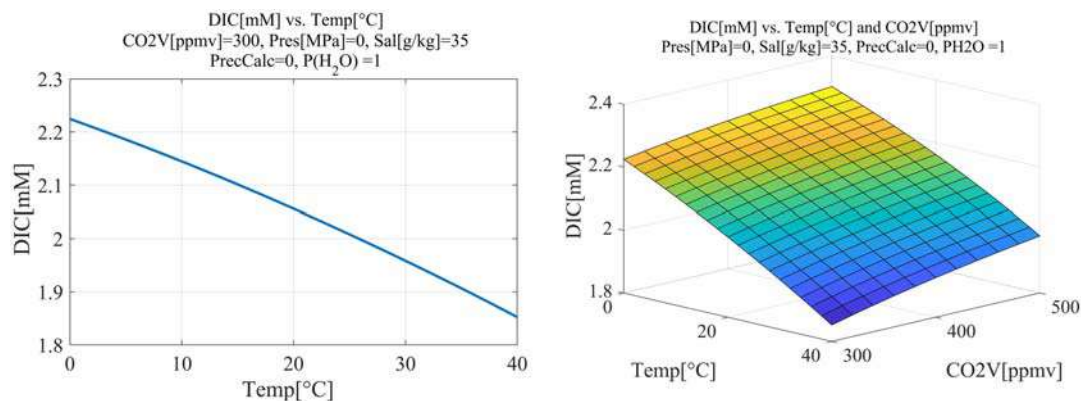 DIC[mM] vs. Temp[°C]
CO2V[ppmv]=300, Pres[MPa]=0, Sal[g/kg]=35
PrecCalc=0, P(H₂O) =1
2.3
2.2
2.1
2
1.9
1.8
DIC[mM]
0
10
20
30
40
Temp[°C]
DIC[mM] vs. Temp[°C] and CO2V[ppmv]
Pres[MPa]=0, Sal[g/kg]=35, PrecCalc=0, PH2O =1
2.4
2.2
2
1.8
DIC[mM]
0
20
40
Temp[°C]
300
400
500
CO2V[ppmv]